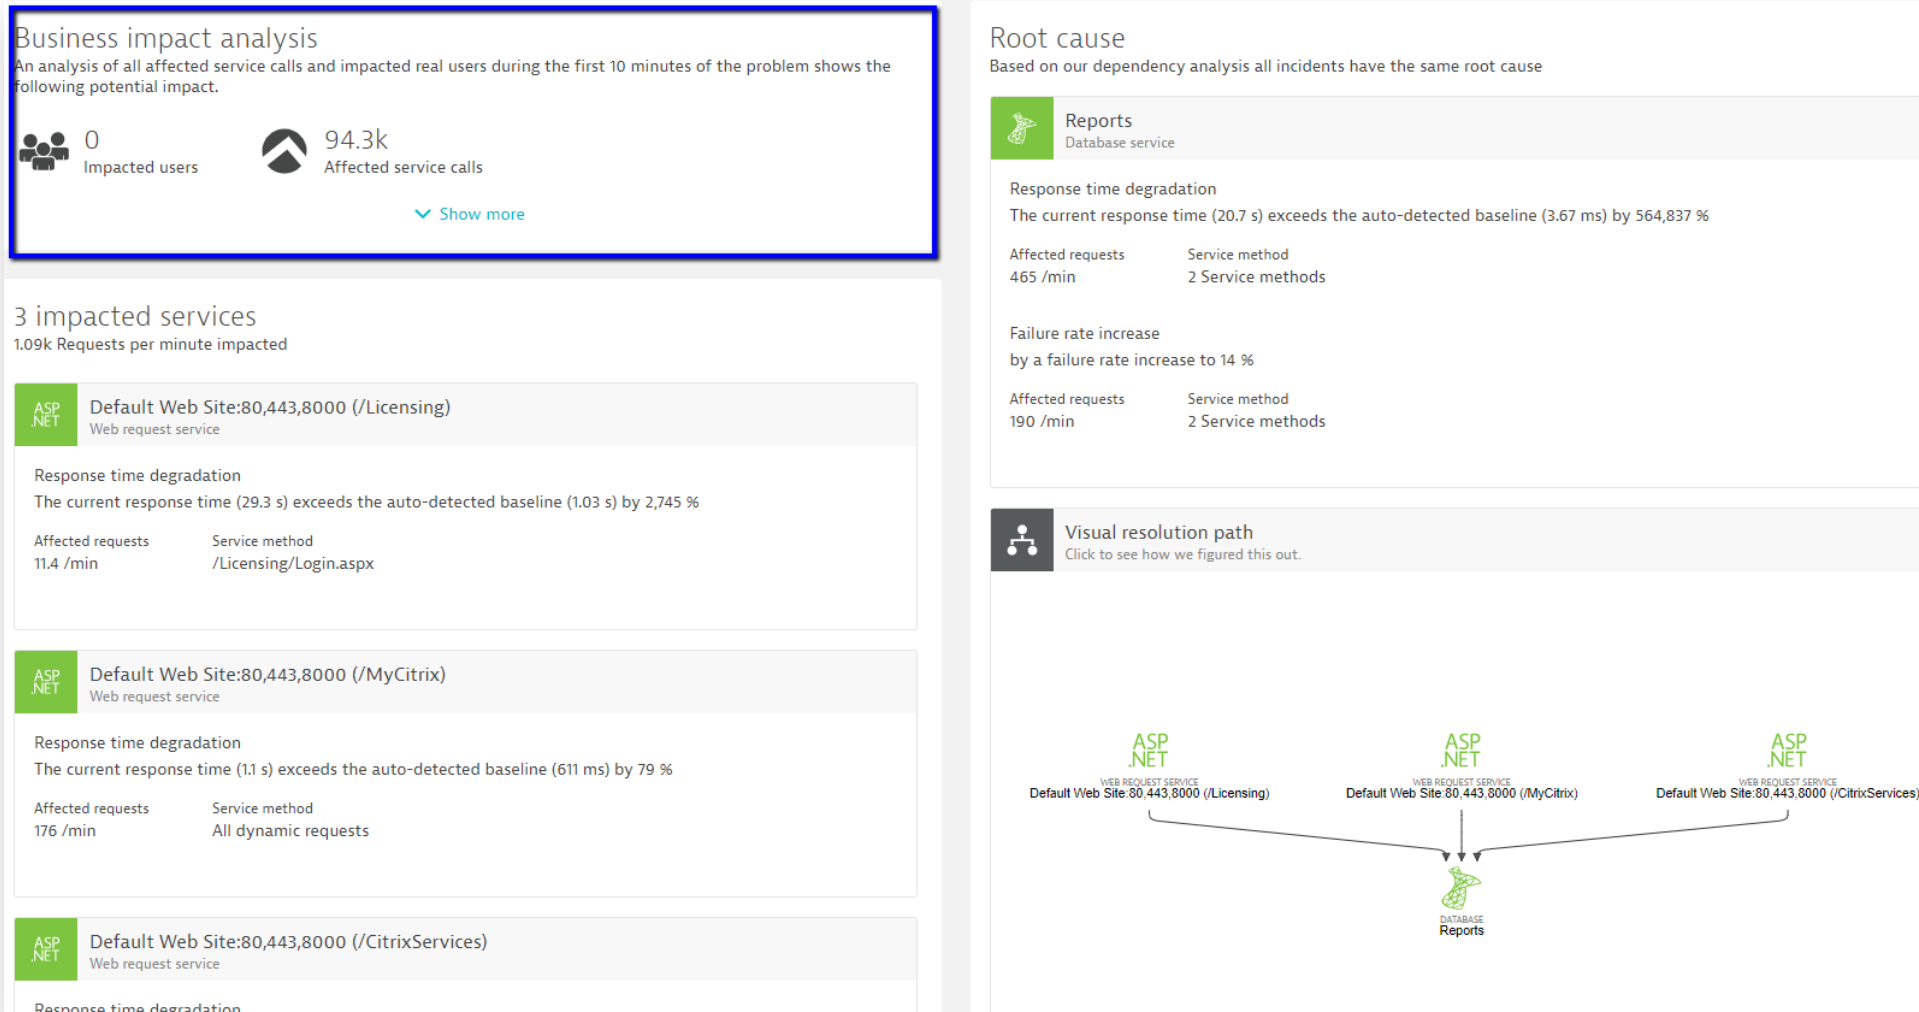 Business impact analysis
An analysis of all affected service calls and impacted real users during the first 10 minutes of the problem shows the
following potential impact.
0
Impacted users
94.3k
Affected service calls
Show more
3 impacted services
1.09k Requests per minute impacted
ASP
.NET
Default Web Site:80,443,8000 (/Licensing)
Web request service
Response time degradation
The current response time (29.3 s) exceeds the auto-detected baseline (1.03 s) by 2,745 %
Affected requests
Service method
11.4 /min
/Licensing/Login.aspx
ASP
.NET
Default Web Site:80,443,8000 (/MyCitrix)
Web request service
Response time degradation
The current response time (1.1 s) exceeds the auto-detected baseline (611 ms) by 79 %
Affected requests
Service method
176 /min
All dynamic requests
ASP
.NET
Default Web Site:80,443,8000 (/CitrixServices)
Web request service
Response time degradation
Root cause
Based on our dependency analysis all incidents have the same root cause
Reports
Database service
Response time degradation
The current response time (20.7 s) exceeds the auto-detected baseline (3.67 ms) by 564,837 %
Affected requests
Service method
465 /min
2 Service methods
Failure rate increase
by a failure rate increase to 14 %
Affected requests
Service method
190 /min
2 Service methods
Visual resolution path
Click to see how we figured this out.
ASP
.NET
WEB REQUEST SERVICE
Default Web Site:80,443,8000 (/Licensing)
ASP
.NET
WEB REQUEST SERVICE
Default Web Site:80,443,8000 (/MyCitrix)
ASP
.NET
WEB REQUEST SERVICE
Default Web Site:80,443,8000 (/CitrixServices)
DATABASE
Reports